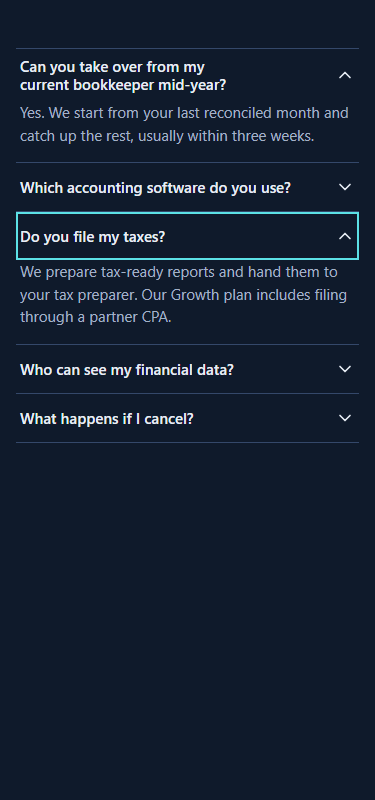 Can you take over from my
current bookkeeper mid-year?
Yes. We start from your last reconciled month and
catch up the rest, usually within three weeks.
Which accounting software do you use?
Do you file my taxes?
We prepare tax-ready reports and hand them to
your tax preparer. Our Growth plan includes filing
through a partner CPA.
Who can see my financial data?
What happens if I cancel?